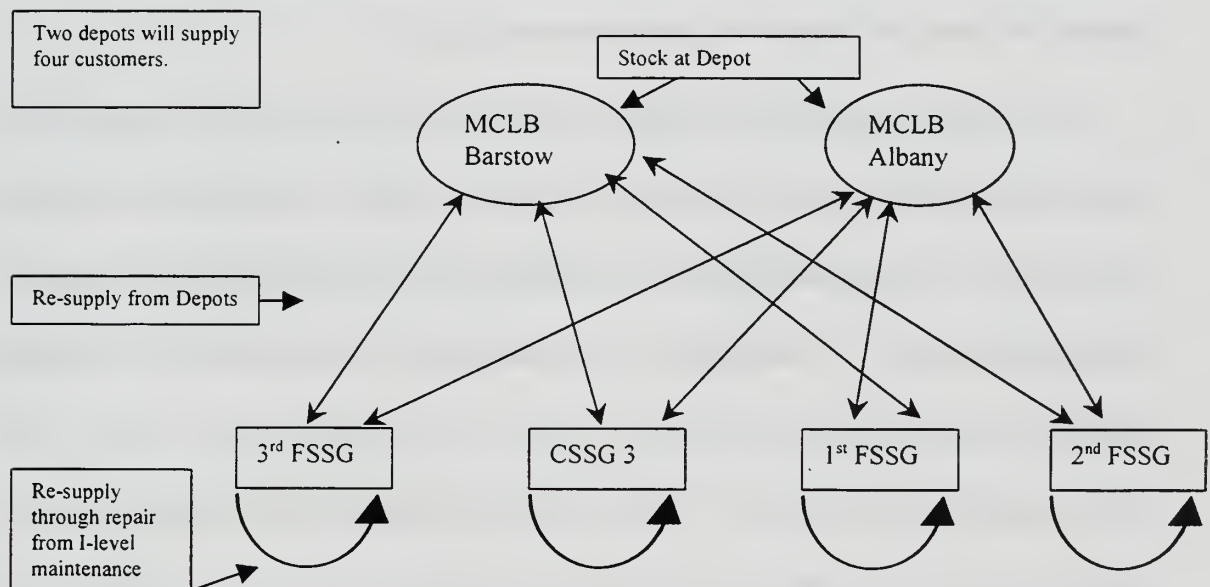 Two depots will supply
four customers.
Stock at Depot
MCLB
Barstow
MCLB
Albany
Re-supply from Depots
3rd FSSG
CSSG 3
1st FSSG
2nd FSSG
Re-supply
through repair
from I-level
maintenance